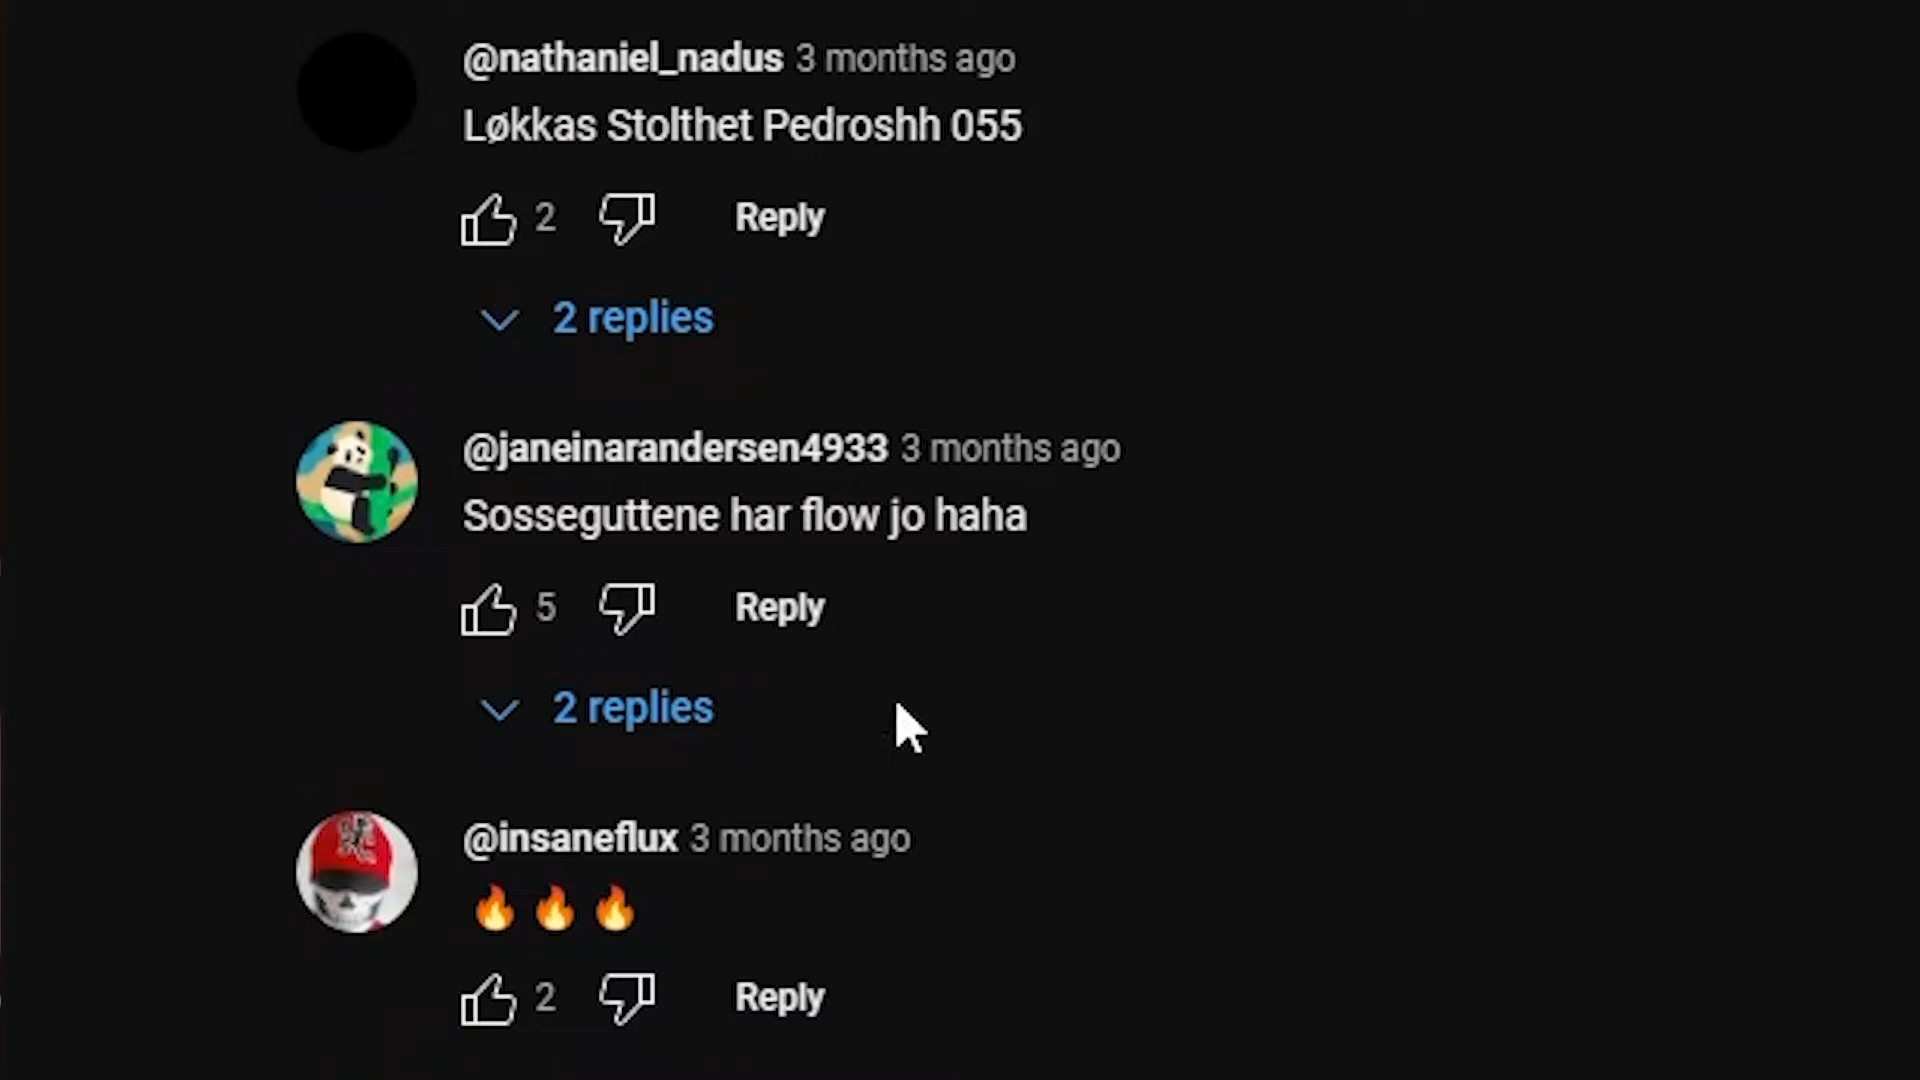 @nathaniel_nadus 3 months ago
Løkkas Stolthet Pedroshh 055
2 Reply
2 replies
@janeinarandersen4933 3 months ago
Sosseguttene har flow jo haha
5 Reply
2 replies
@insaneflux 3 months ago
🔥 🔥 🔥
2 Reply